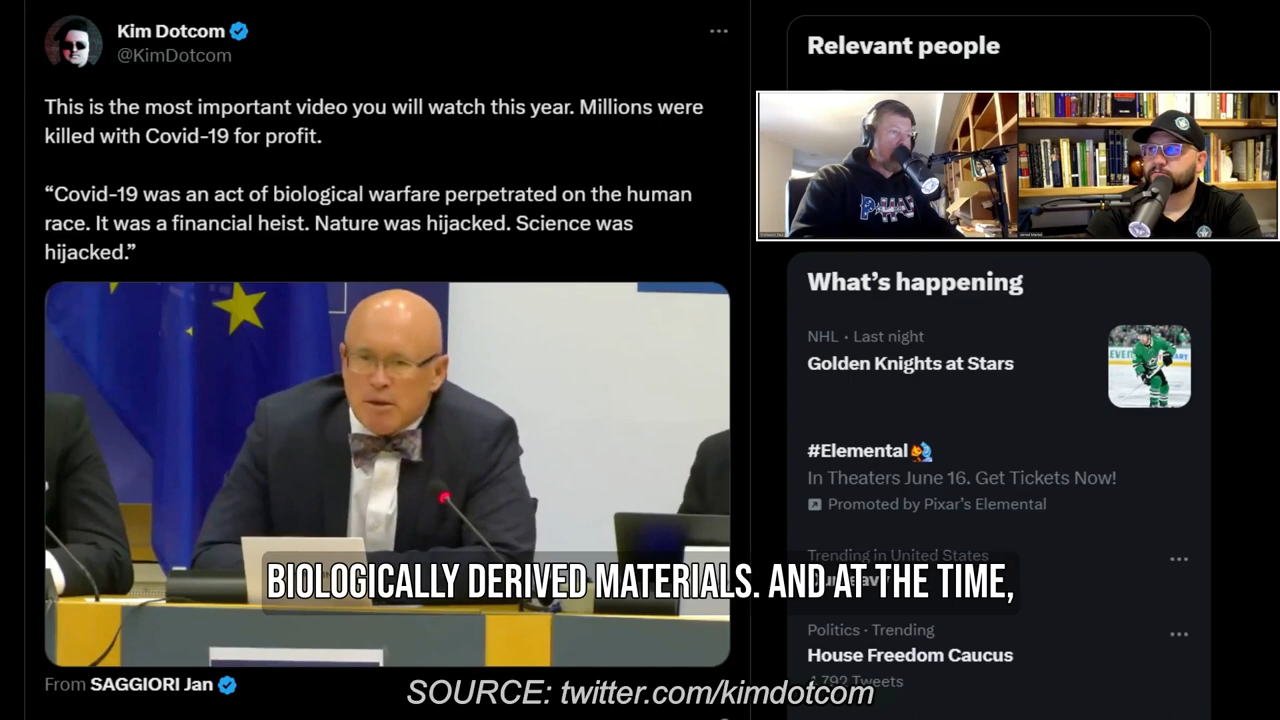 Kim Dotcom
@KimDotcom
This is the most important video you will watch this year. Millions were
killed with Covid-19 for profit.
“Covid-19 was an act of biological warfare perpetrated on the human
race. It was a financial heist. Nature was hijacked. Science was
hijacked.”
BIOLOGICALLY DERIVED MATERIALS. AND AT THE TIME,
From SAGGIORI Jan
SOURCE: twitter.com/kimdotcom
Relevant people
What’s happening
NHL · Last night
Golden Knights at Stars
#Elemental
In Theaters June 16. Get Tickets Now!
Promoted by Pixar’s Elemental
Trending in United States
Politics · Trending
House Freedom Caucus
4,792 Tweets